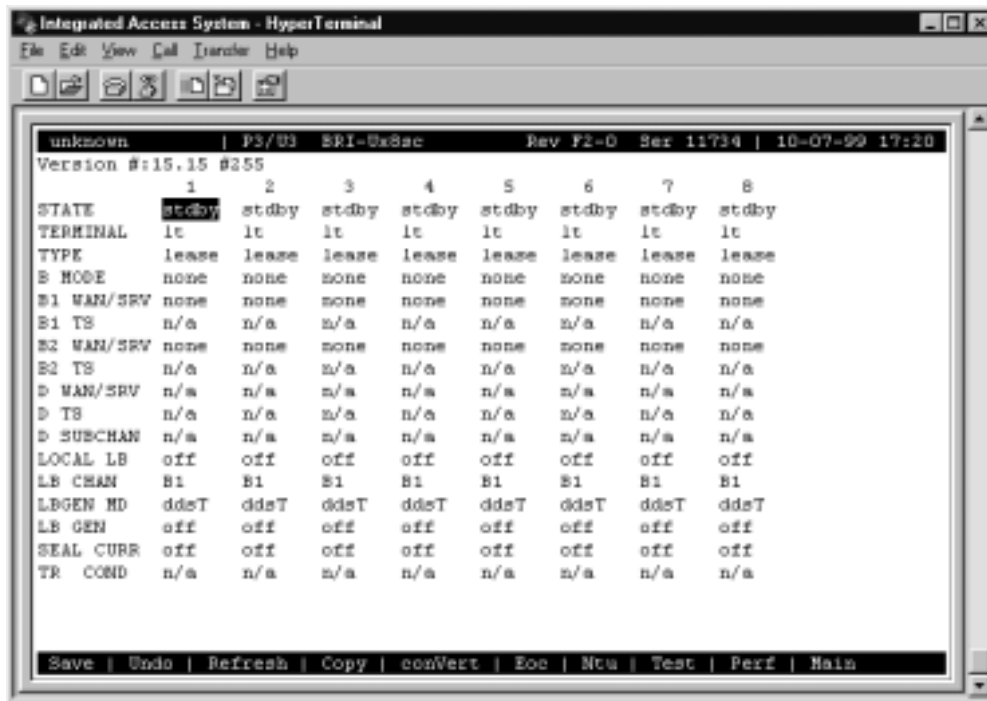 Integrated Access System - HyperTerminal
File Edit View Call Transfer Help
unknown | P3/U3 BRI-Ux8sc Rev F2-0 Ser 11734 | 10-07-99 17:20
Version #:15.15 #255
1 2 3 4 5 6 7 8
STATE stdby stdby stdby stdby stdby stdby stdby stdby
TERMINAL lt lt lt lt lt lt lt lt
TYPE lease lease lease lease lease lease lease lease
B MODE none none none none none none none none
B1 WAN/SRV none none none none none none none none
B1 TS n/a n/a n/a n/a n/a n/a n/a n/a
B2 WAN/SRV none none none none none none none none
B2 TS n/a n/a n/a n/a n/a n/a n/a n/a
D WAN/SRV n/a n/a n/a n/a n/a n/a n/a n/a
D TS n/a n/a n/a n/a n/a n/a n/a n/a
D SUBCHAN n/a n/a n/a n/a n/a n/a n/a n/a
LOCAL LB off off off off off off off off
LB CHAN B1 B1 B1 B1 B1 B1 B1 B1
LBGEN MD ddsT ddsT ddsT ddsT ddsT ddsT ddsT ddsT
LB GEN off off off off off off off off
SEAL CURR off off off off off off off off
TR COND n/a n/a n/a n/a n/a n/a n/a n/a
Save | Undo | Refresh | Copy | conVert | Eoc | Ntu | Test | Perf | Main